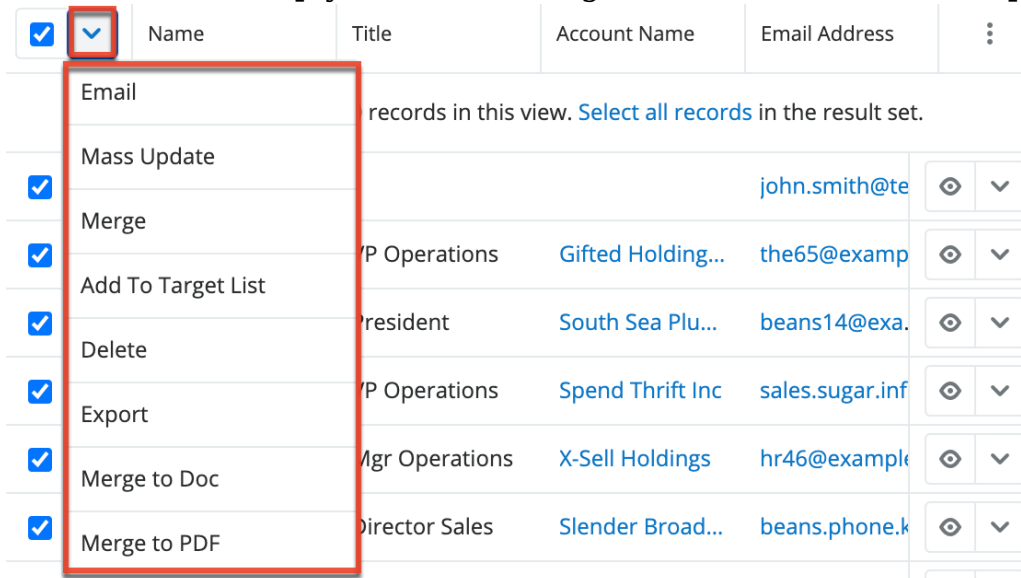 Name Title Account Name Email Address
Email
records in this view. Select all records in the result set.
Mass Update
john.smith@te
Merge
P Operations Gifted Holding... the65@examp
Add To Target List
resident South Sea Plu... beans14@exa.
Delete
P Operations Spend Thrift Inc sales.sugar.inf
Export
Mgr Operations X-Sell Holdings hr46@example
Merge to Doc
Director Sales Slender Broad... beans.phone.k
Merge to PDF